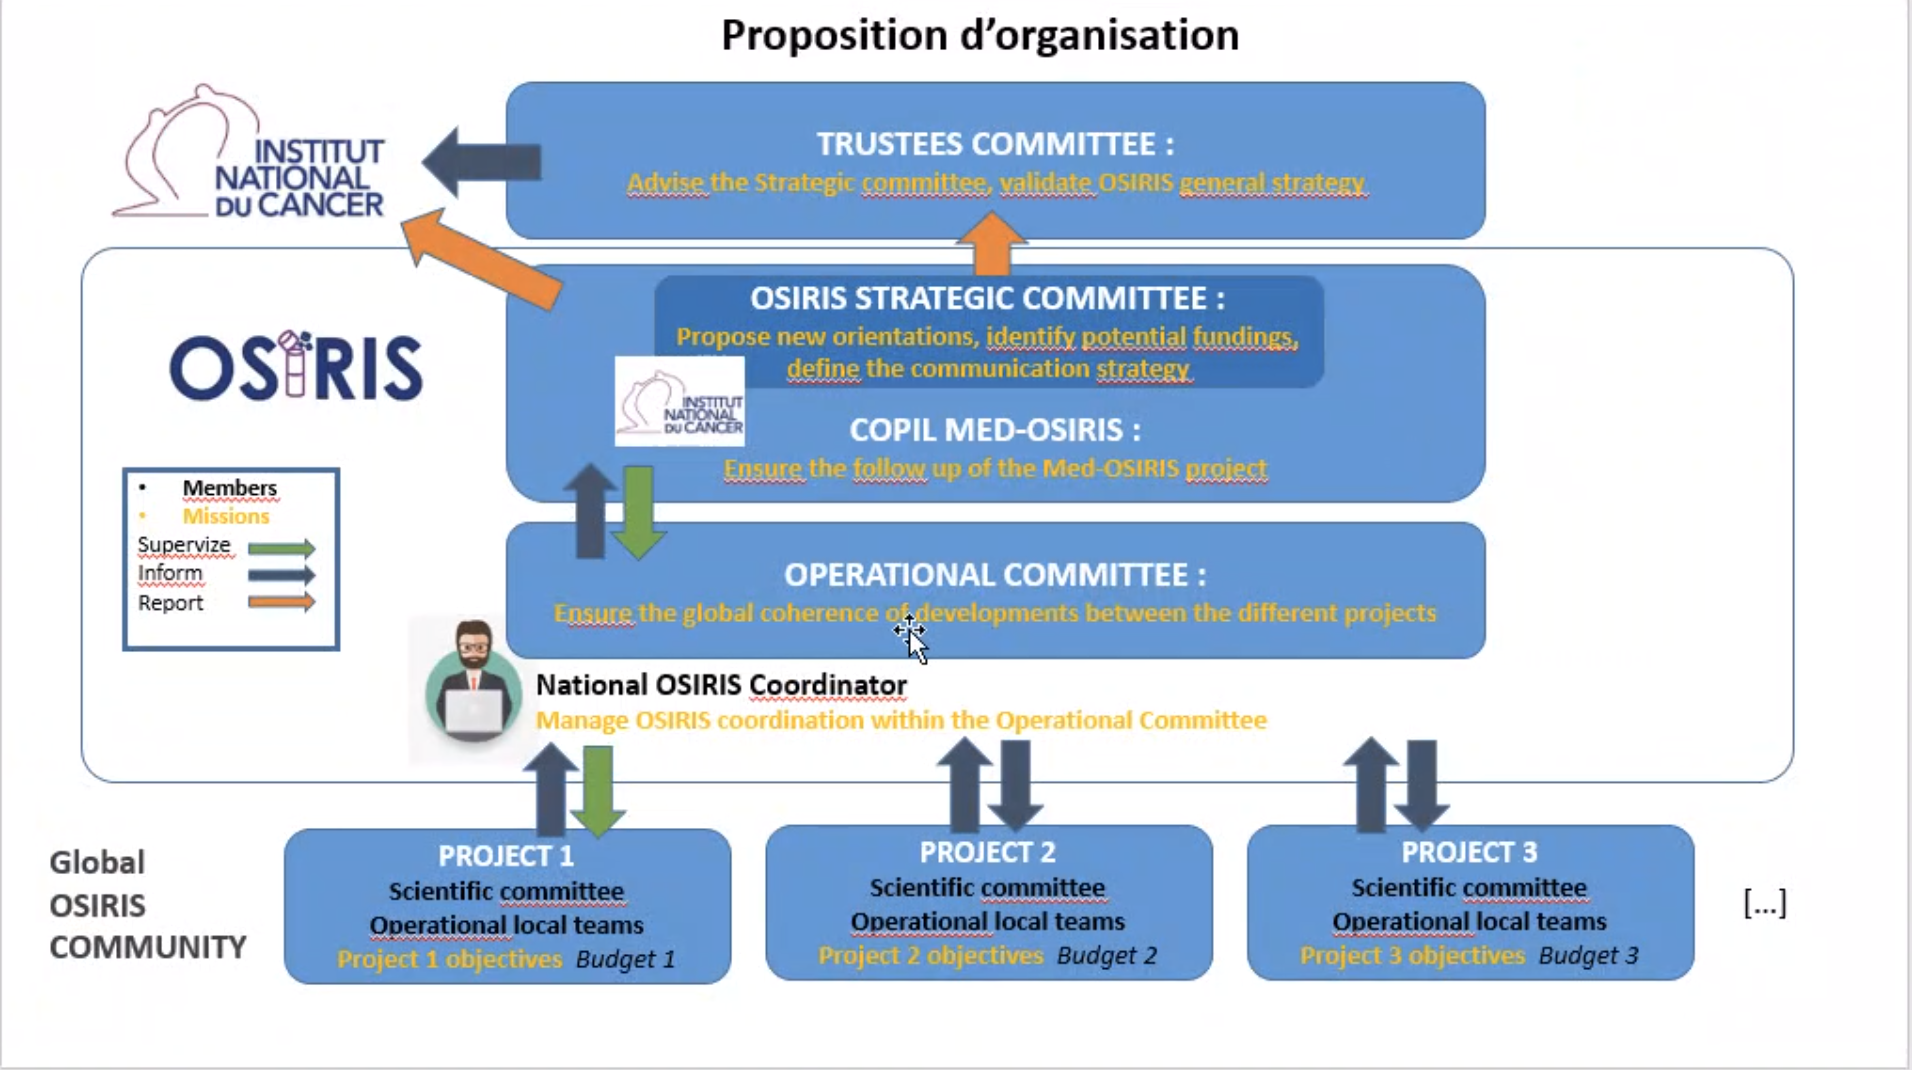 Proposition d’organisation
INSTITUT
NATIONAL
DU CANCER
TRUSTEES COMMITTEE :
Advise the Strategic committee, validate OSIRIS general strategy
OSIRIS
OSIRIS STRATEGIC COMMITTEE :
Propose new orientations, identify potential fundings,
define the communication strategy
INSTITUT
NATIONAL
DU CANCER
COPIL MED-OSIRIS :
Ensure the follow up of the Med-OSIRIS project
• Members
• Missions
Supervize
Inform
Report
OPERATIONAL COMMITTEE :
Ensure the global coherence of developments between the different projects
National OSIRIS Coordinator
Manage OSIRIS coordination within the Operational Committee
Global
OSIRIS
COMMUNITY
PROJECT 1
Scientific committee
Operational local teams
Project 1 objectives Budget 1
PROJECT 2
Scientific committee
Operational local teams
Project 2 objectives Budget 2
PROJECT 3
Scientific committee
Operational local teams
Project 3 objectives Budget 3
[...]